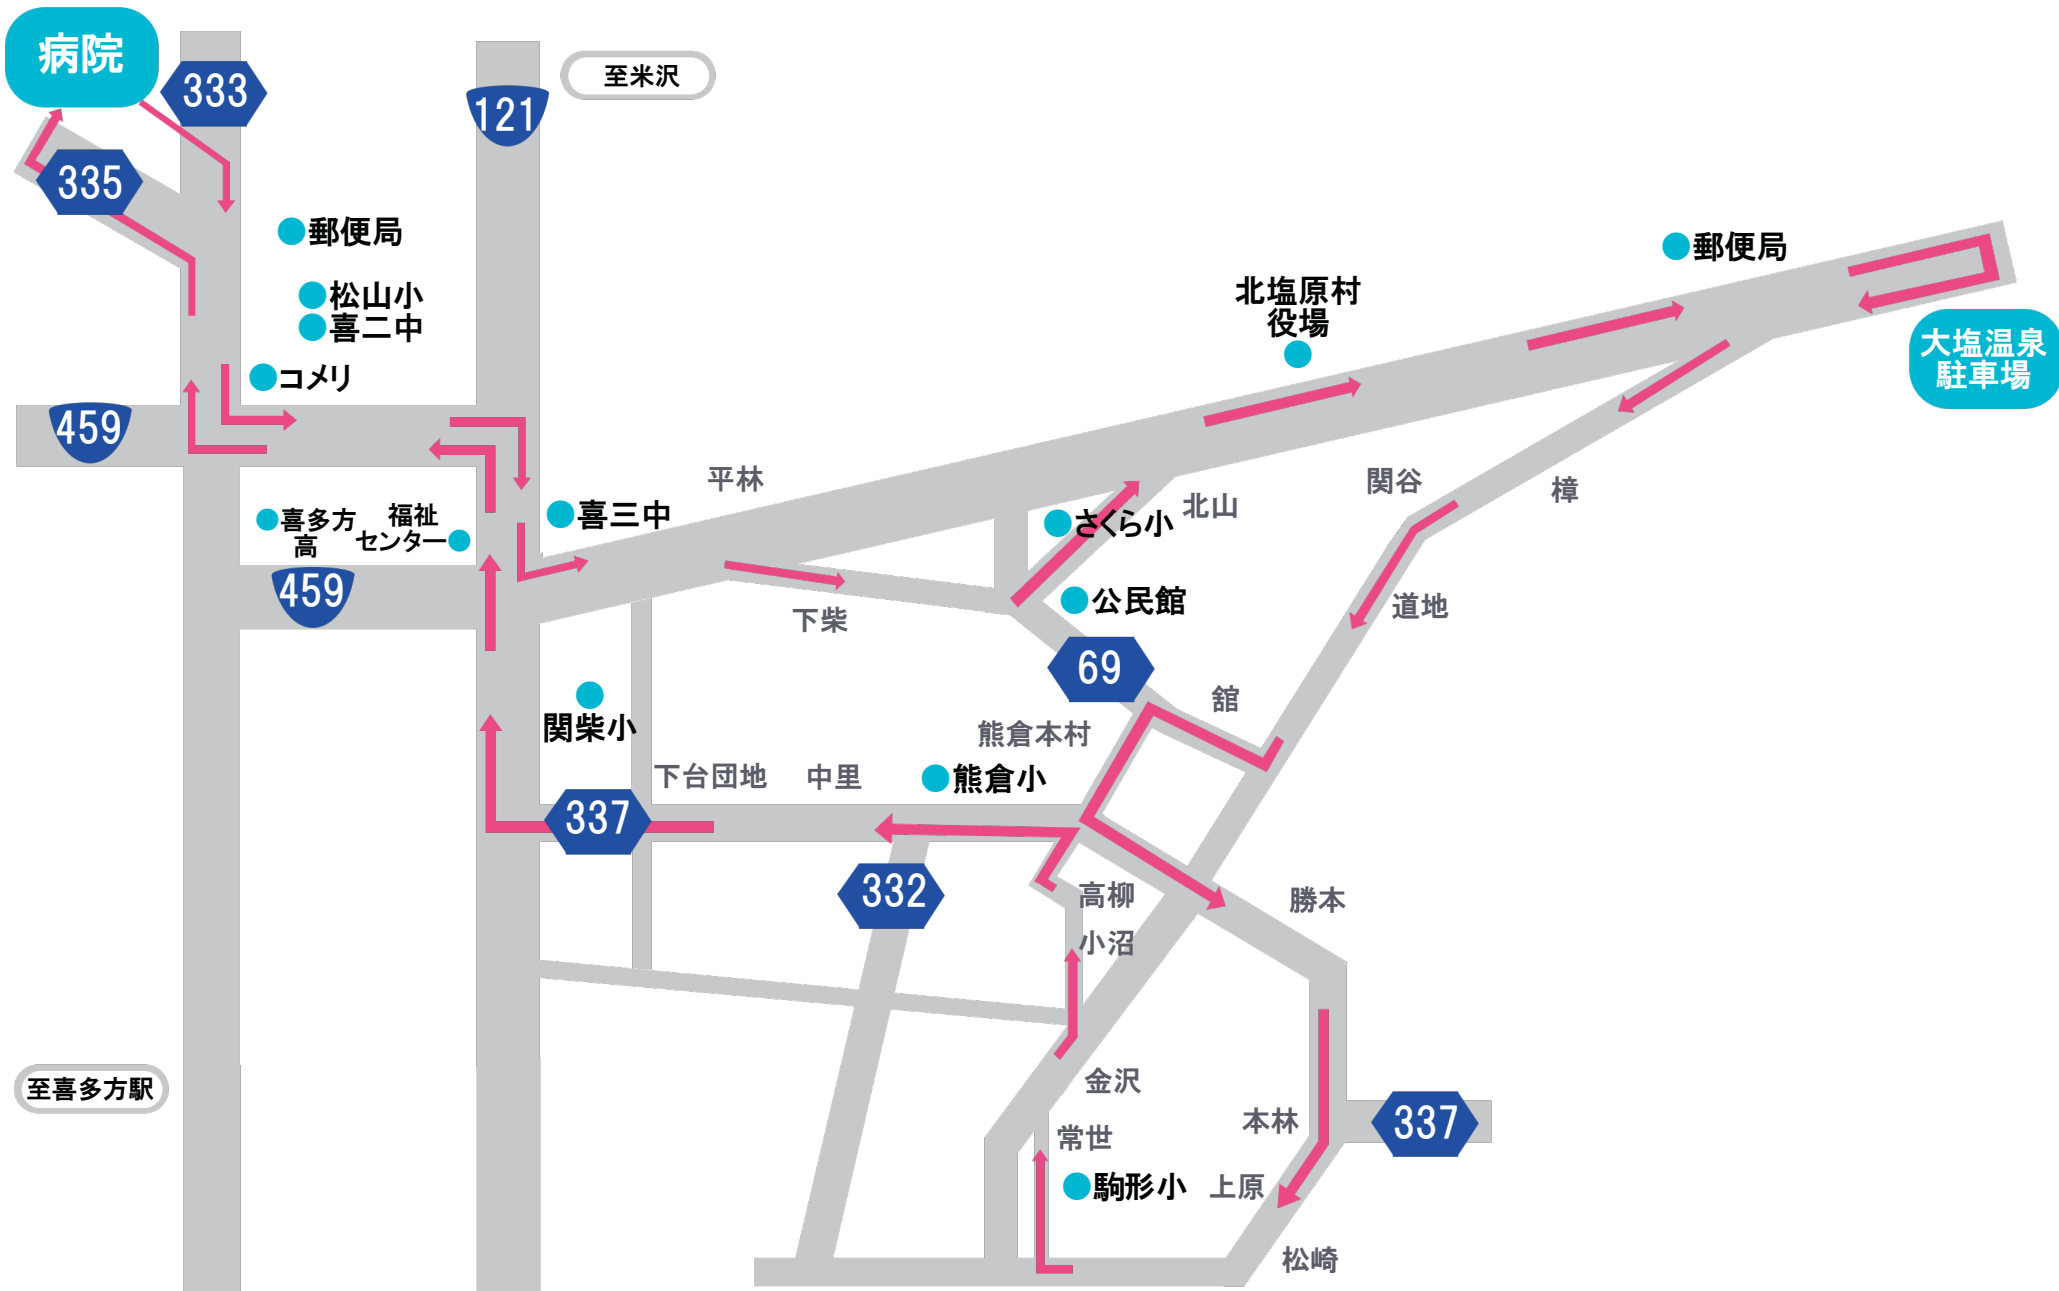 病院
333
121
至米沢
335
郵便局
松山小
喜二中
コメリ
459
喜多方
高
福祉
センター
459
喜三中
平林
下柴
さくら小
北山
公民館
北塩原村
役場
郵便局
大塩温泉
駐車場
関谷
樟
道地
69
舘
熊倉本村
関柴小
下台団地
中里
熊倉小
337
332
高柳
小沼
勝本
金沢
常世
駒形小
本林
上原
337
松崎
至喜多方駅